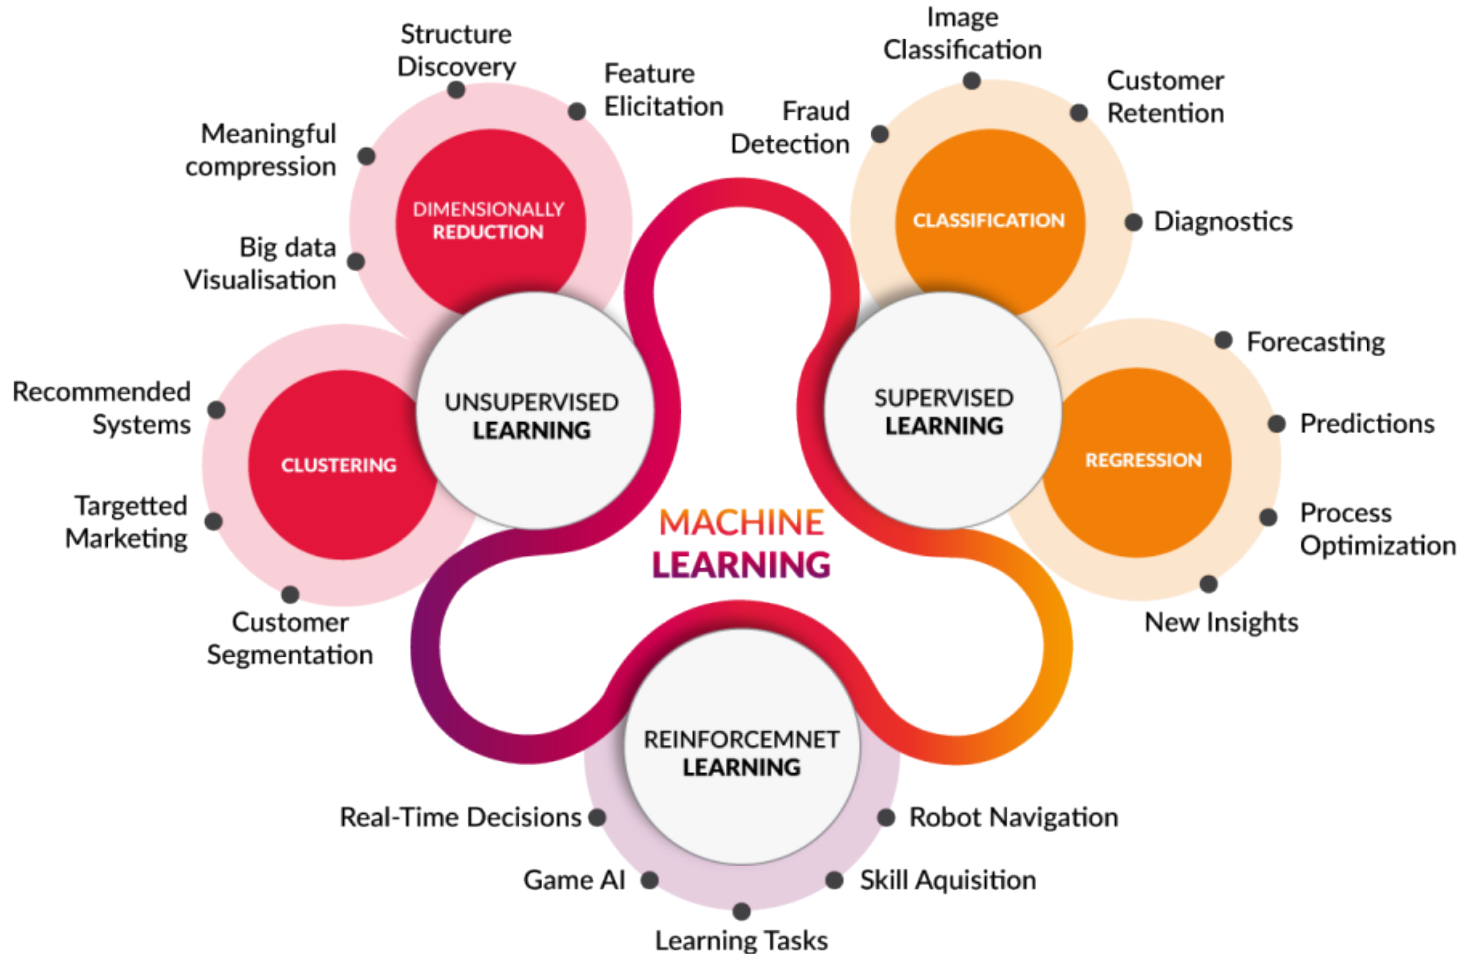 Structure
Discovery
Feature
Elicitation
Meaningful
compression
Big data
Visualisation
DIMENSIONALLY
REDUCTION
Recommended
Systems
Targetted
Marketing
Customer
Segmentation
CLUSTERING
UNSUPERVISED
LEARNING
Image
Classification
Customer
Retention
Fraud
Detection
Diagnostics
CLASSIFICATION
SUPERVISED
LEARNING
Forecasting
Predictions
Process
Optimization
New Insights
REGRESSION
MACHINE
LEARNING
REINFORCEMNET
LEARNING
Real-Time Decisions
Game AI
Learning Tasks
Skill Aquisition
Robot Navigation